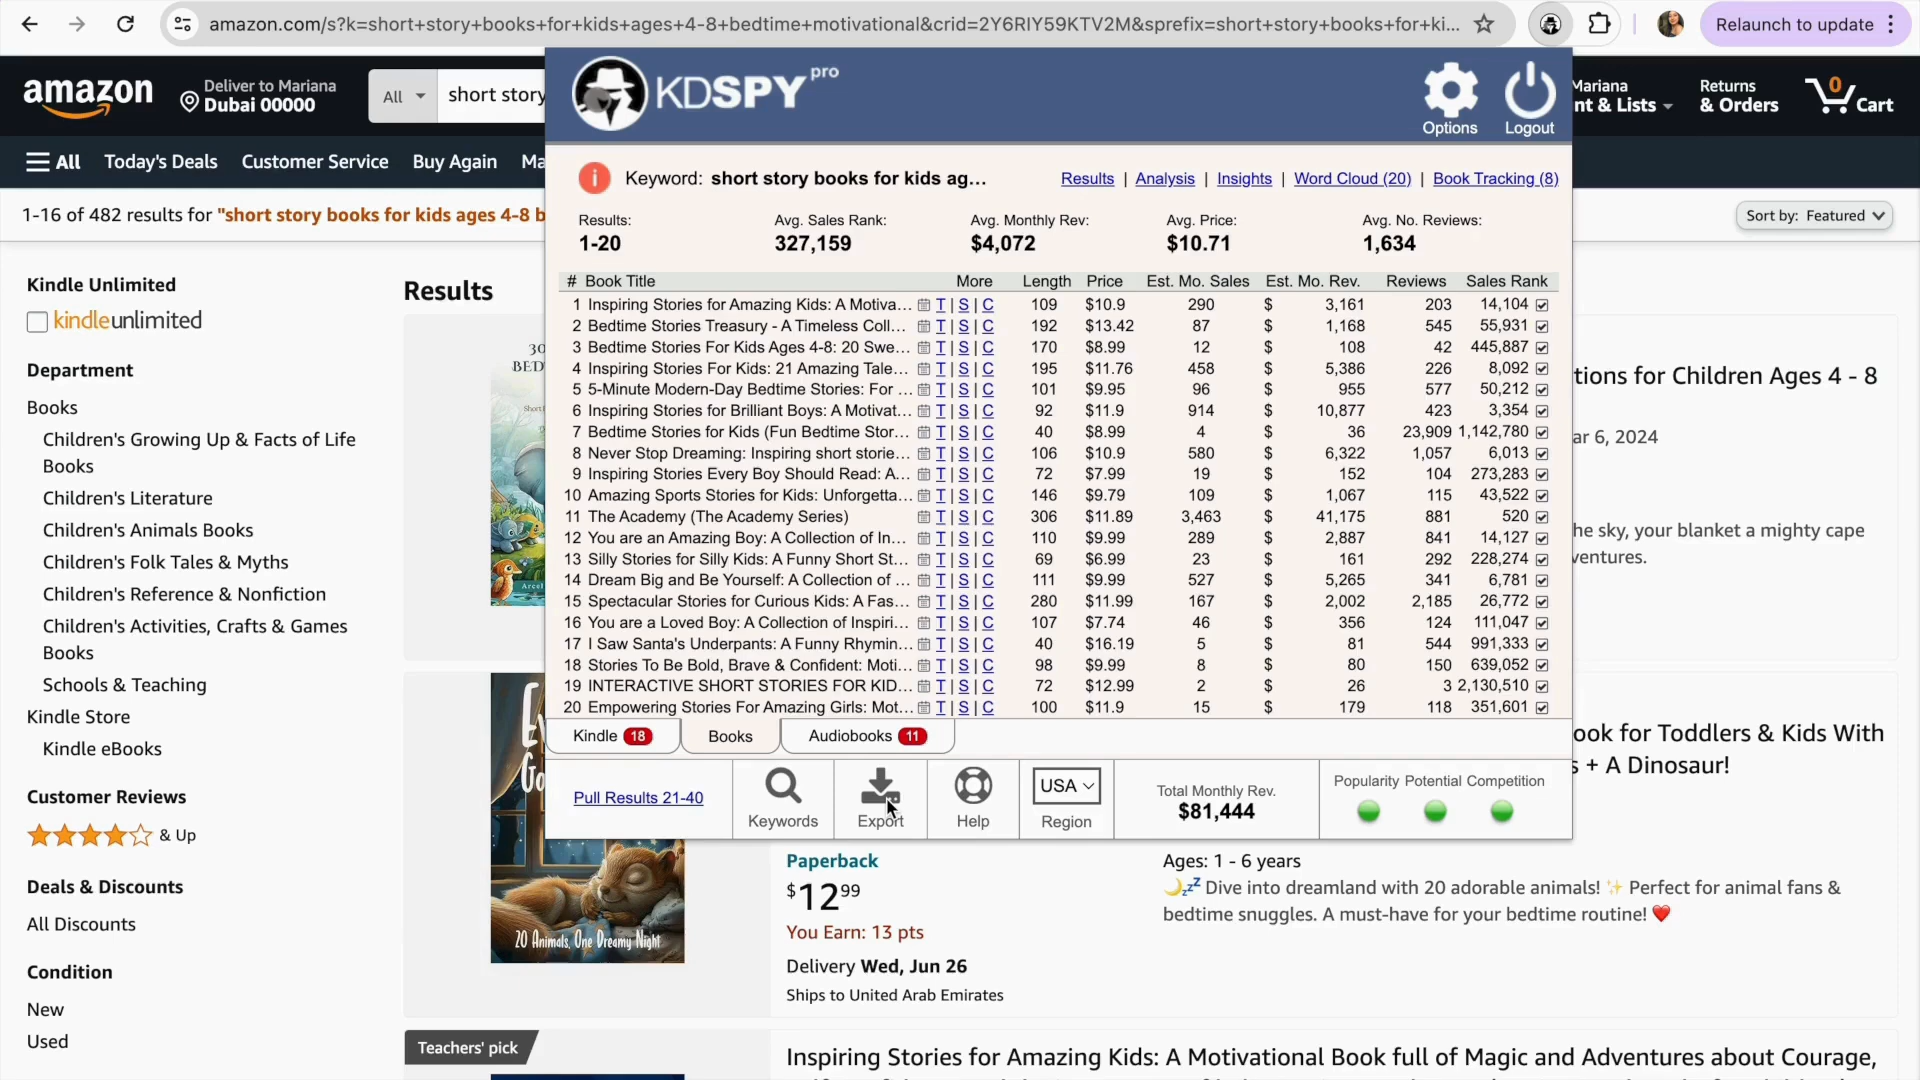 amazon.com/s?k=short+story+books+for+kids+ages+4-8+bedtime+motivational&crid=2Y6RIY59KTV2M&sprefix=short+story+books+for+ki...
Relaunch to update
amazon
Deliver to Mariana
Dubai 00000
All
short story
KDSPY pro
Options
Logout
Mariana
nt & Lists
Returns
& Orders
0
Cart
All
Today's Deals
Customer Service
Buy Again
Ma
i
Keyword: short story books for kids ag...
Results | Analysis | Insights | Word Cloud (20) | Book Tracking (8)
1-16 of 482 results for "short story books for kids ages 4-8 b
Sort by: Featured
Results: Avg. Sales Rank: Avg. Monthly Rev: Avg. Price: Avg. No. Reviews:
1-20 327,159 $4,072 $10.71 1,634
# Book Title More Length Price Est. Mo. Sales Est. Mo. Rev. Reviews Sales Rank
1 Inspiring Stories for Amazing Kids: A Motiva... T | S | C 109 $10.9 290 $ 3,161 203 14,104
2 Bedtime Stories Treasury - A Timeless Coll... T | S | C 192 $13.42 87 $ 1,168 545 55,931
3 Bedtime Stories For Kids Ages 4-8: 20 Swe... T | S | C 170 $8.99 12 $ 108 42 445,887
4 Inspiring Stories For Kids: 21 Amazing Tale... T | S | C 195 $11.76 458 $ 5,386 226 8,092
5 5-Minute Modern-Day Bedtime Stories: For ... T | S | C 101 $9.95 96 $ 955 577 50,212
6 Inspiring Stories for Brilliant Boys: A Motivat... T | S | C 92 $11.9 914 $ 10,877 423 3,354
7 Bedtime Stories for Kids (Fun Bedtime Stor... T | S | C 40 $8.99 4 $ 36 23,909 1,142,780
8 Never Stop Dreaming: Inspiring short storie... T | S | C 106 $10.9 580 $ 6,322 1,057 6,013
9 Inspiring Stories Every Boy Should Read: A... T | S | C 72 $7.99 19 $ 152 104 273,283
10 Amazing Sports Stories for Kids: Unforgetta... T | S | C 146 $9.79 109 $ 1,067 115 43,522
11 The Academy (The Academy Series) T | S | C 306 $11.89 3,463 $ 41,175 881 520
12 You are an Amazing Boy: A Collection of In... T | S | C 110 $9.99 289 $ 2,887 841 14,127
13 Silly Stories for Silly Kids: A Funny Short St... T | S | C 69 $6.99 23 $ 161 292 228,274
14 Dream Big and Be Yourself: A Collection of ... T | S | C 111 $9.99 527 $ 5,265 341 6,781
15 Spectacular Stories for Curious Kids: A Fas... T | S | C 280 $11.99 167 $ 2,002 2,185 26,772
16 You are a Loved Boy: A Collection of Inspiri... T | S | C 107 $7.74 46 $ 356 124 111,047
17 I Saw Santa's Underpants: A Funny Rhymin... T | S | C 40 $16.19 5 $ 81 544 991,333
18 Stories To Be Bold, Brave & Confident: Moti... T | S | C 98 $9.99 8 $ 80 150 639,052
19 INTERACTIVE SHORT STORIES FOR KID... T | S | C 72 $12.99 2 $ 26 3 2,130,510
20 Empowering Stories For Amazing Girls: Mot... T | S | C 100 $11.9 15 $ 179 118 351,601
Kindle 18
Books
Audiobooks 11
Pull Results 21-40
Keywords
Export
Help
USA
Region
Total Monthly Rev.
$81,444
Popularity Potential Competition
Kindle Unlimited
kindleunlimited
Department
Books
Children's Growing Up & Facts of Life
Books
Children's Literature
Children's Animals Books
Children's Folk Tales & Myths
Children's Reference & Nonfiction
Children's Activities, Crafts & Games
Books
Schools & Teaching
Kindle Store
Kindle eBooks
Customer Reviews
& Up
Deals & Discounts
All Discounts
Condition
New
Used
Results
30
BED
Short
Arcel
tions for Children Ages 4 - 8
ar 6, 2024
he sky, your blanket a mighty cape
ventures.
Ev
Go
20 Animals, One Dreamy Night
ook for Toddlers & Kids With
s + A Dinosaur!
Paperback
$12 99
You Earn: 13 pts
Delivery Wed, Jun 26
Ships to United Arab Emirates
Ages: 1 - 6 years
🌙💤 Dive into dreamland with 20 adorable animals! ✨ Perfect for animal fans &
bedtime snuggles. A must-have for your bedtime routine! ❤️
Teachers' pick
Inspiring Stories for Amazing Kids: A Motivational Book full of Magic and Adventures about Courage,